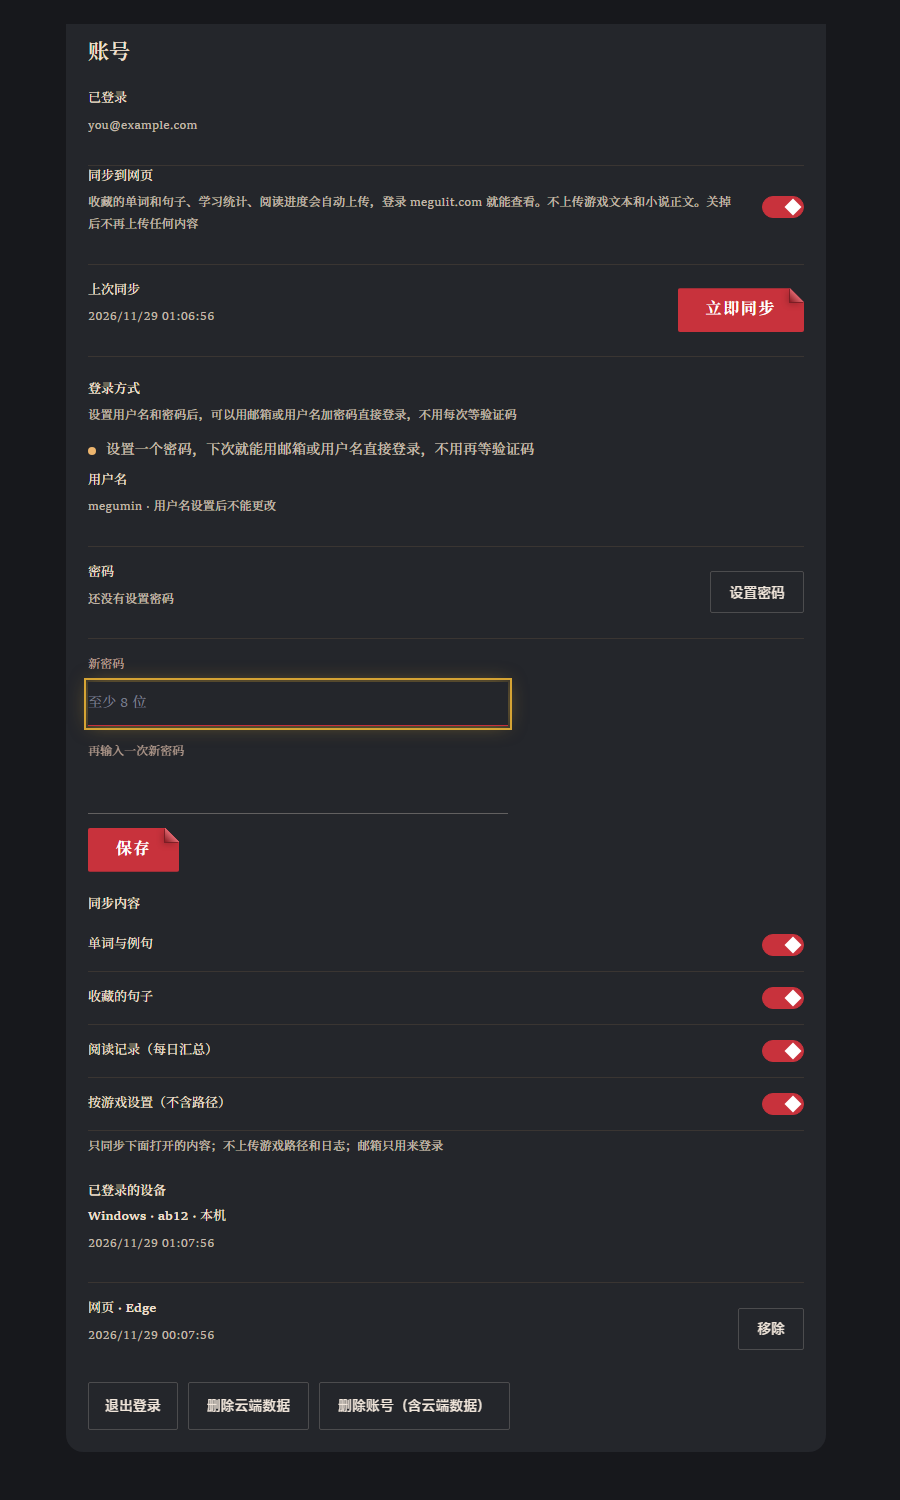 账号
已登录
you@example.com
同步到网页
收藏的单词和句子、学习统计、阅读进度会自动上传，登录 megulit.com 就能查看。不上传游戏文本和小说正文。关掉
后不再上传任何内容
上次同步
2026/11/29 01:06:56
立即同步
登录方式
设置用户名和密码后，可以用邮箱或用户名加密码直接登录，不用每次等验证码
设置一个密码，下次就能用邮箱或用户名直接登录，不用再等验证码
用户名
megumin · 用户名设置后不能更改
密码
还没有设置密码
设置密码
新密码
至少 8 位
再输入一次新密码
保存
同步内容
单词与例句
收藏的句子
阅读记录（每日汇总）
按游戏设置（不含路径）
只同步下面打开的内容；不上传游戏路径和日志；邮箱只用来登录
已登录的设备
Windows · ab12 · 本机
2026/11/29 01:07:56
网页 · Edge
2026/11/29 00:07:56
移除
退出登录
删除云端数据
删除账号（含云端数据）